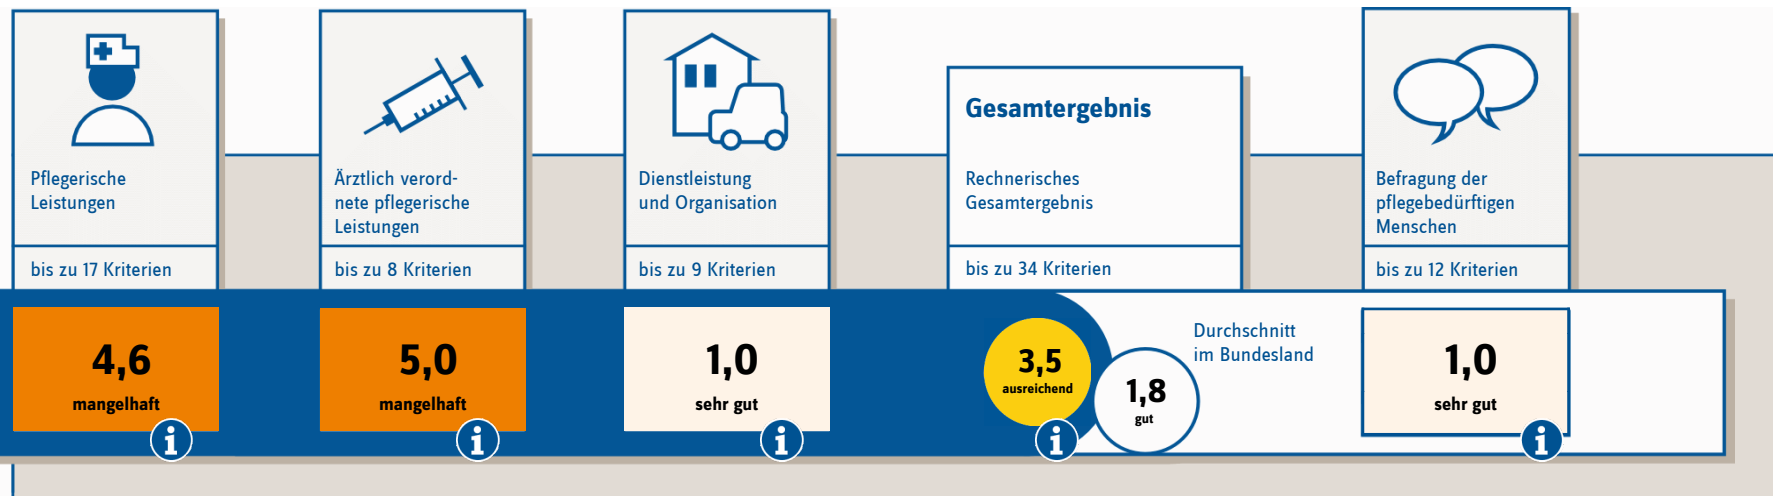 Pflegerische
Leistungen
bis zu 17 Kriterien
4,6
mangelhaft
i
Ärztlich verord-
nete pflegerische
Leistungen
bis zu 8 Kriterien
5,0
mangelhaft
i
Dienstleistung
und Organisation
bis zu 9 Kriterien
1,0
sehr gut
i
Gesamtergebnis
Rechnerisches
Gesamtergebnis
bis zu 34 Kriterien
3,5
ausreichend
i
1,8
gut
Durchschnitt
im Bundesland
Befragung der
pflegebedürftigen
Menschen
bis zu 12 Kriterien
1,0
sehr gut
i